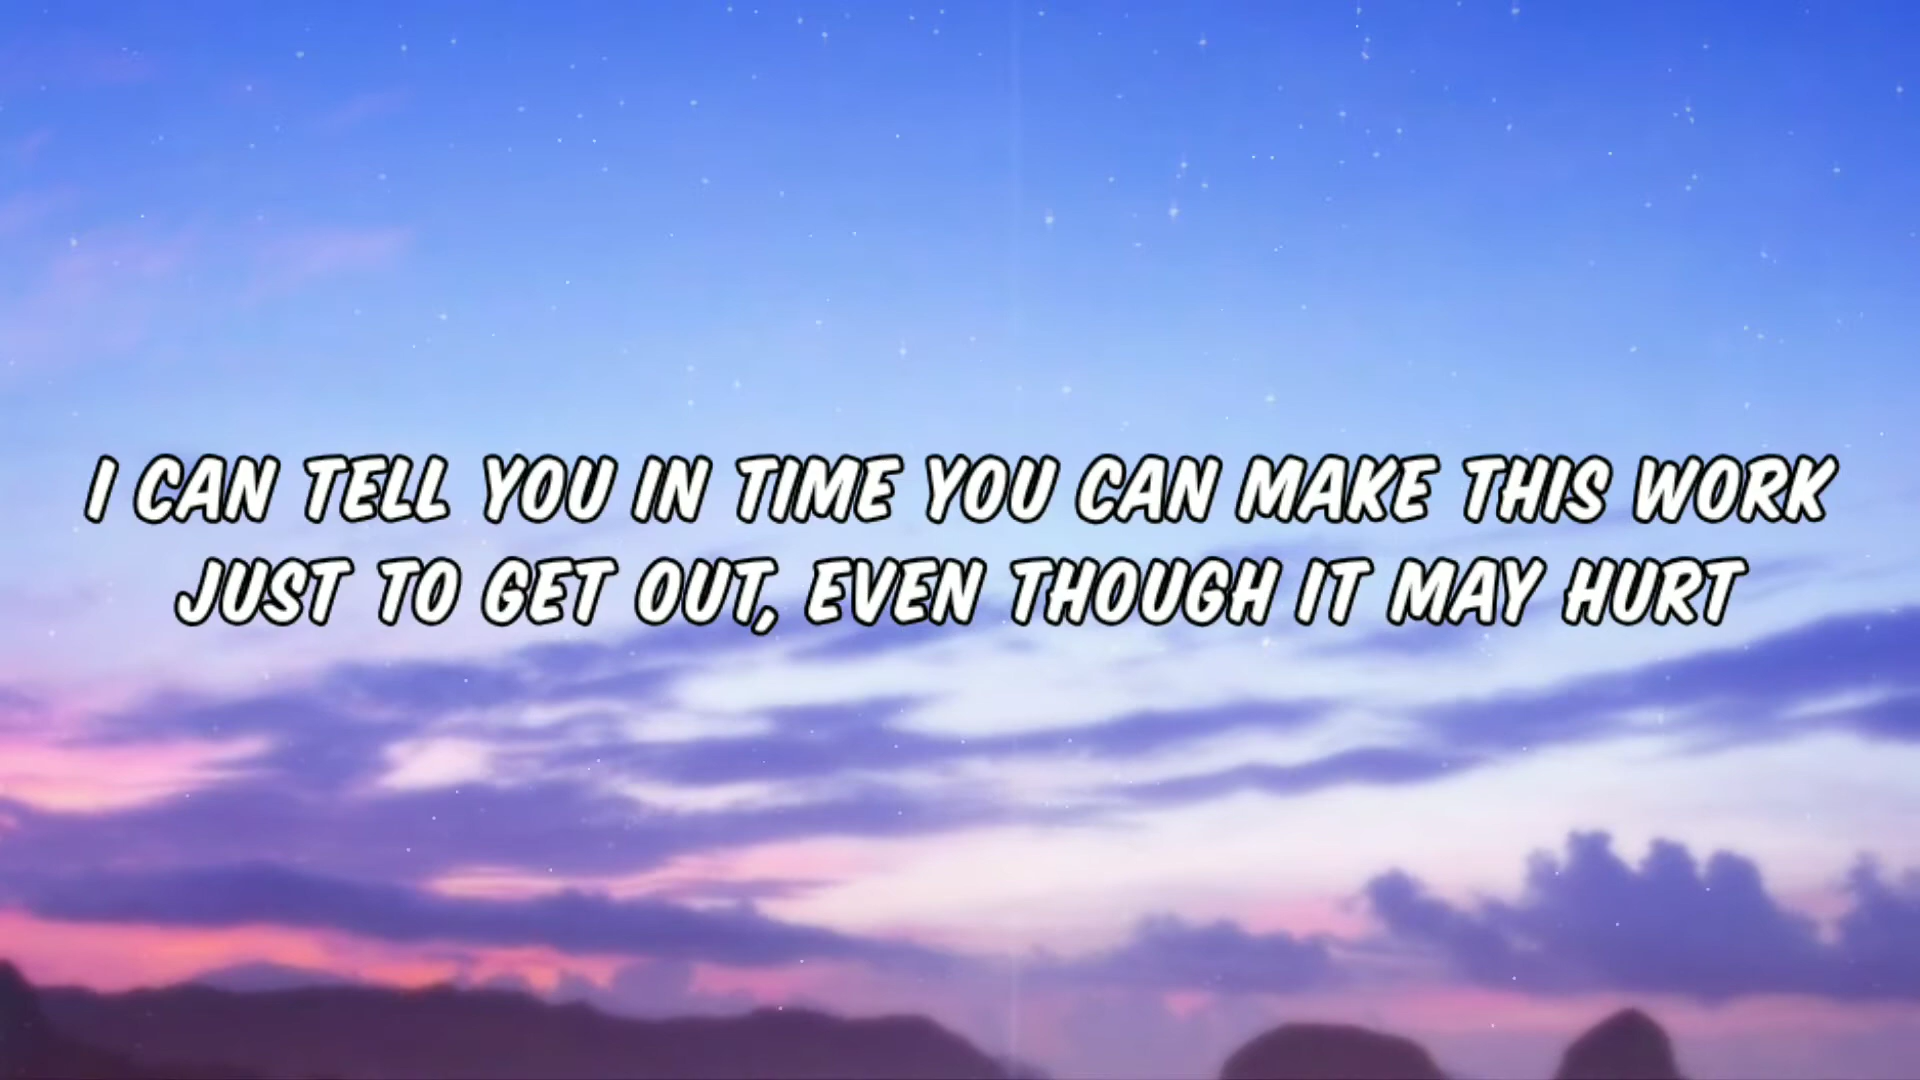 I CAN TELL YOU IN TIME YOU CAN MAKE THIS WORK
JUST TO GET OUT, EVEN THOUGH IT MAY HURT